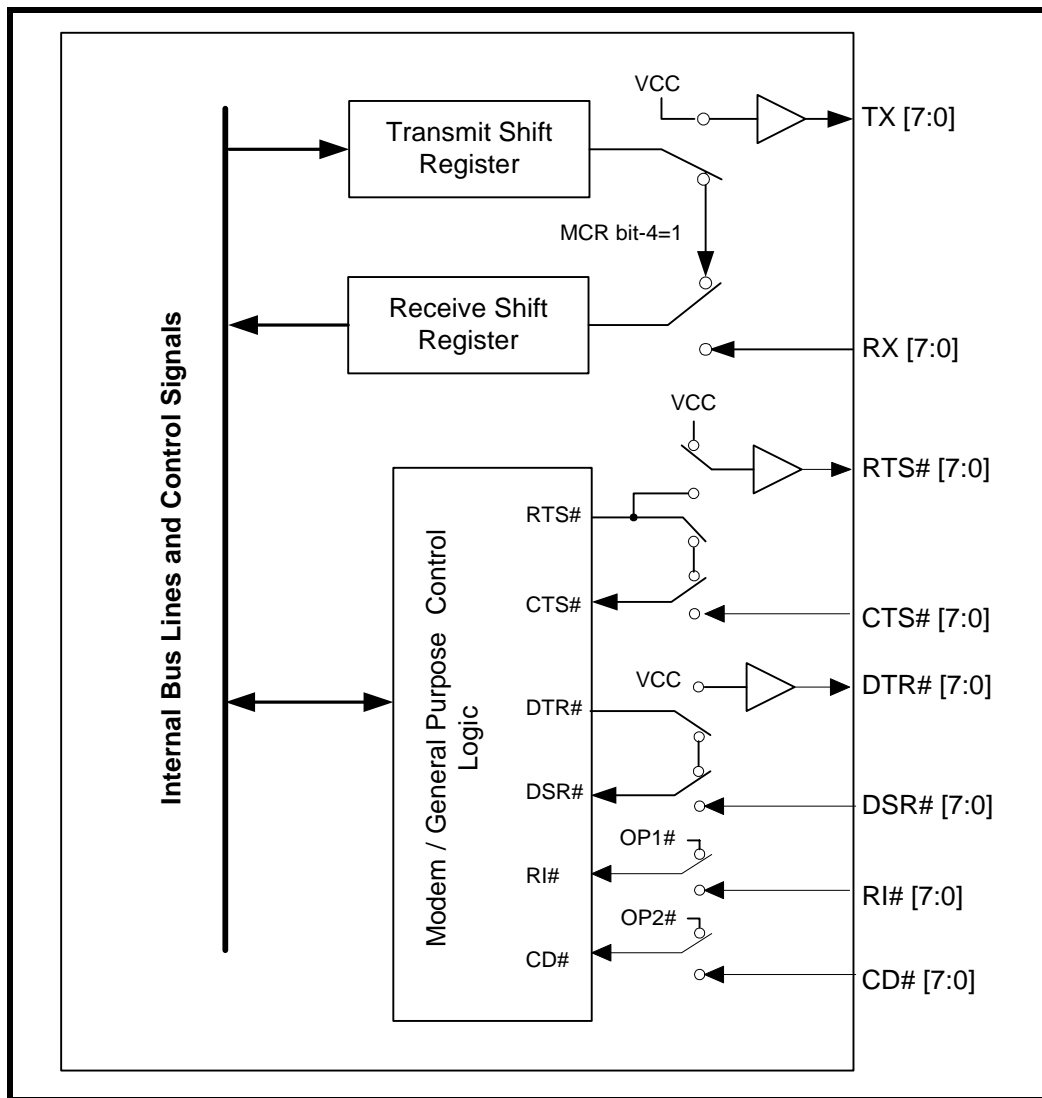 VCC
TX [7:0]
Transmit Shift
Register
MCR bit-4=1
Receive Shift
Register
RX [7:0]
Internal Bus Lines and Control Signals
VCC
RTS# [7:0]
Modem / General Purpose Control
Logic
RTS#
CTS#
CTS# [7:0]
VCC
DTR# [7:0]
DTR#
DSR#
DSR# [7:0]
OP1#
RI#
RI# [7:0]
OP2#
CD#
CD# [7:0]